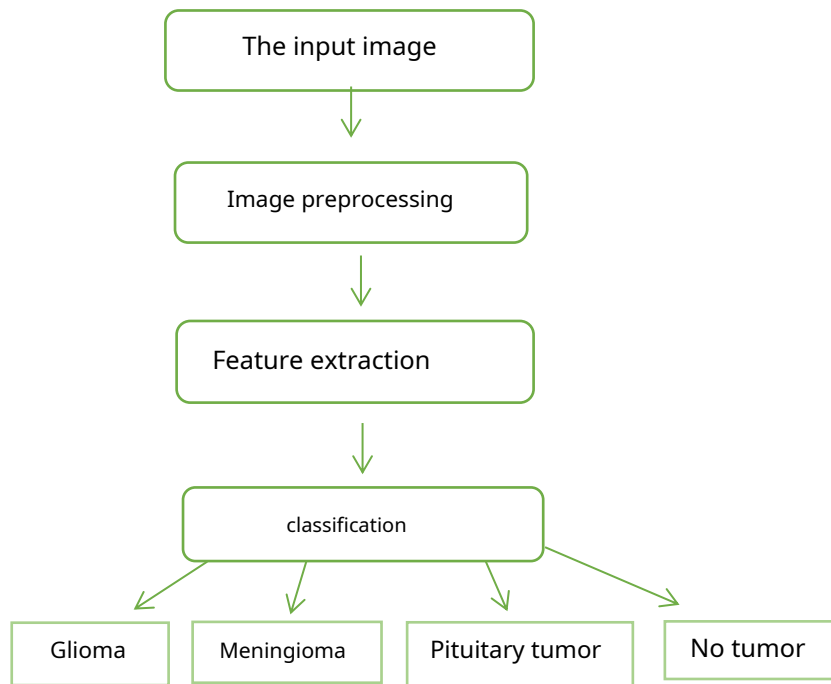 The input image
Image preprocessing
Feature extraction
classification
Glioma
Meningioma
Pituitary tumor
No tumor